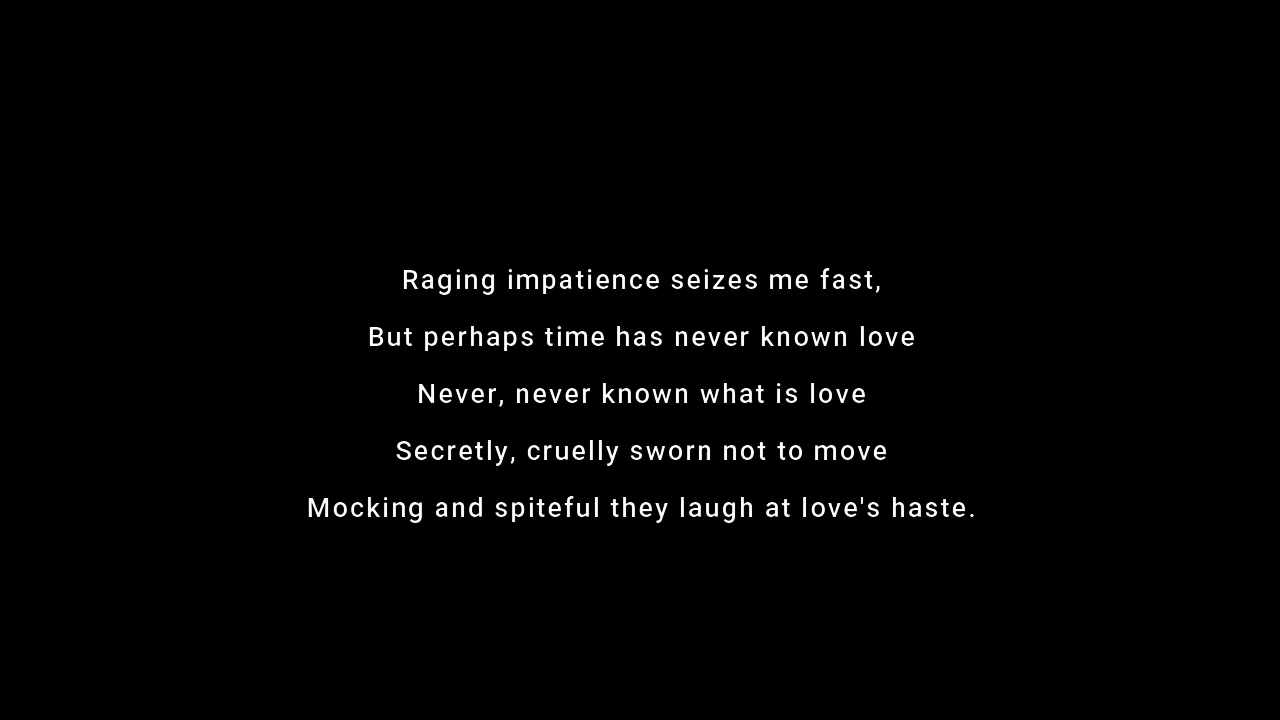 Raging impatience seizes me fast,
But perhaps time has never known love
Never, never known what is love
Secretly, cruelly sworn not to move
Mocking and spiteful they laugh at love's haste.